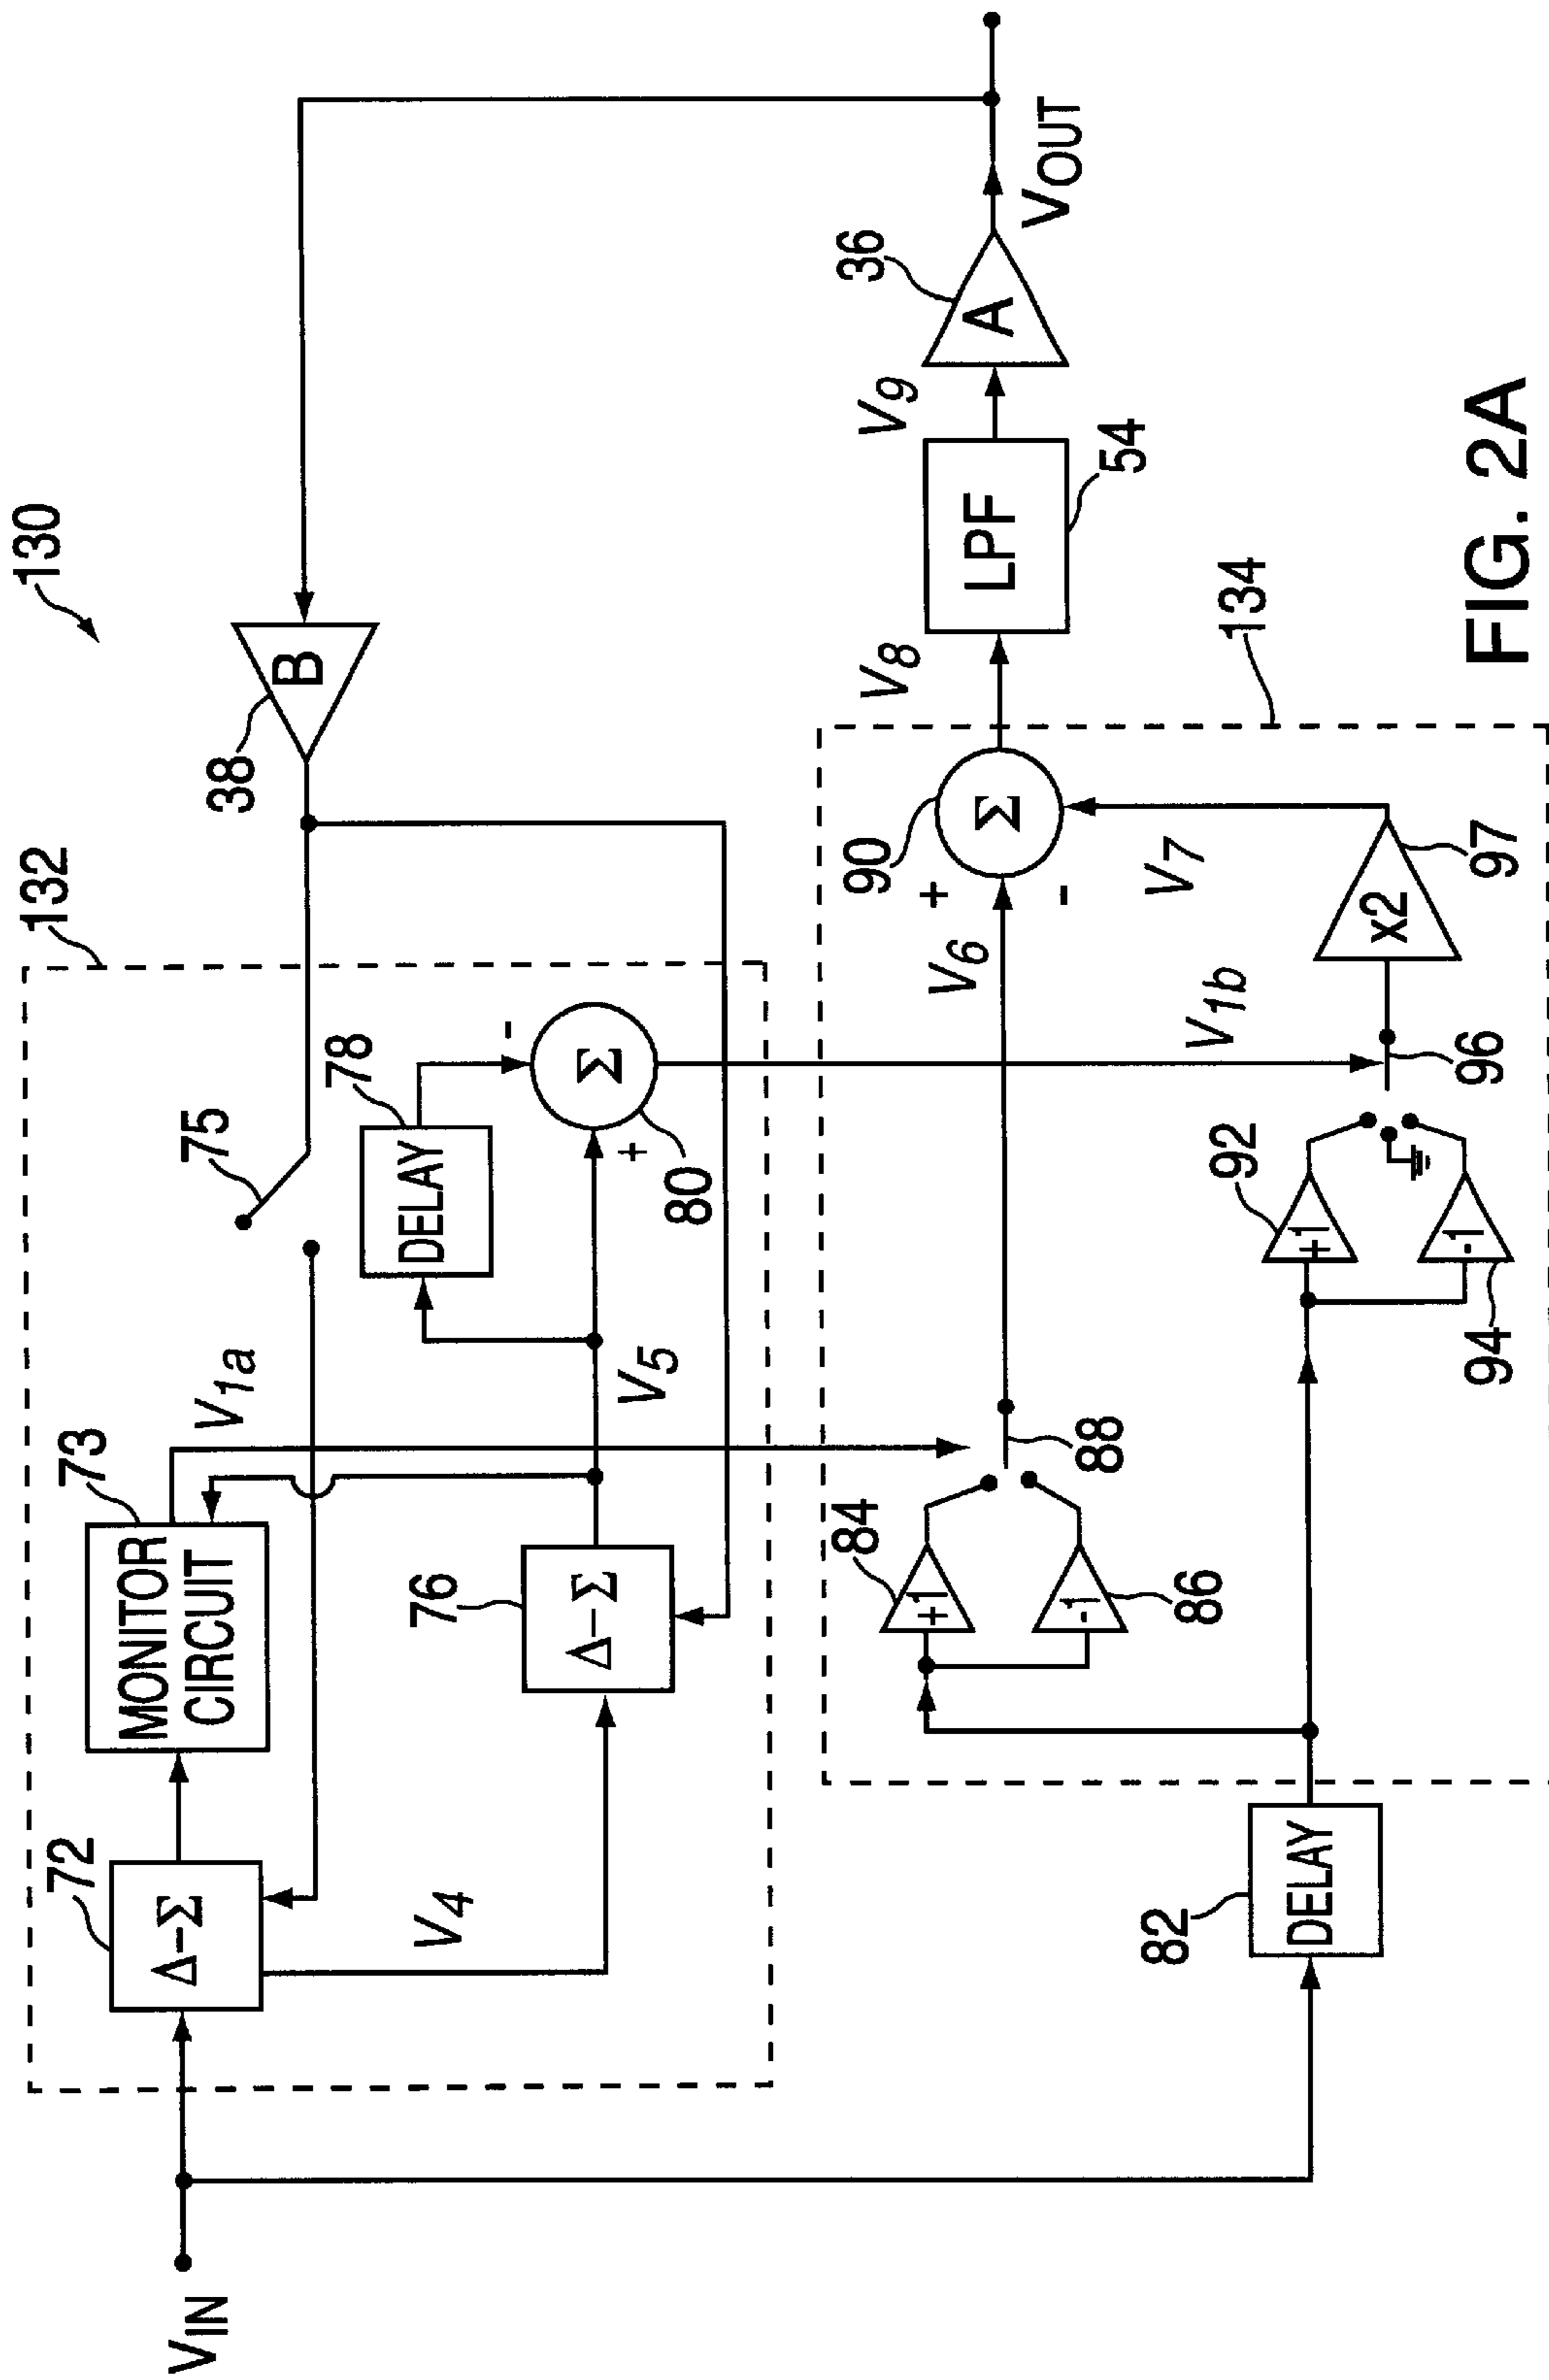 130
132
38
B
75
73
V1a
MONITOR
CIRCUIT
72
Δ–Σ
78
DELAY
-
Σ
+
80
V5
76
Δ–Σ
V4
VIN
VOUT
36
A
V9
LPF
54
V8
134
90
Σ
+
-
V6
V7
x2
97
V1b
96
92
+1
-1
94
88
84
+1
-1
86
82
DELAY
FIG. 2A